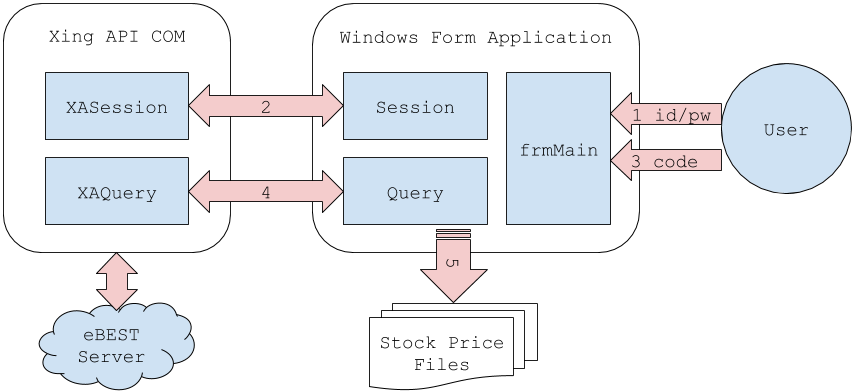 Xing API COM
Windows Form Application
XASession
2
Session
frmMain
1 id/pw
3 code
User
XAQuery
4
Query
5
eBEST
Server
Stock Price
Files